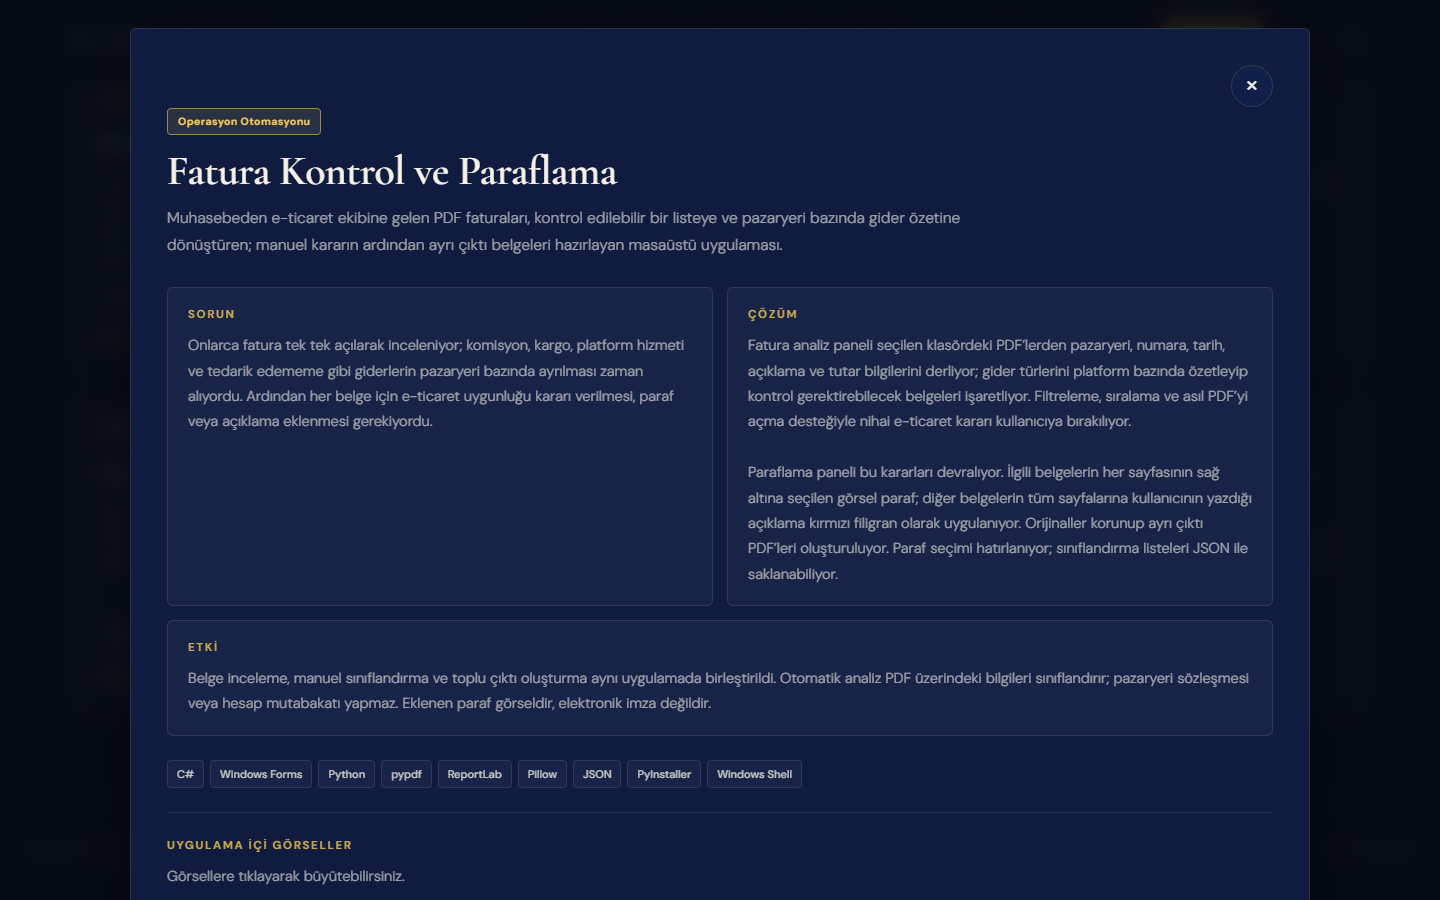 ×
Operasyon Otomasyonu
Fatura Kontrol ve Paraflama
Muhasebeden e-ticaret ekibine gelen PDF faturaları, kontrol edilebilir bir listeye ve pazaryeri bazında gider özetine
dönüştüren; manuel kararın ardından ayrı çıktı belgeleri hazırlayan masaüstü uygulaması.
SORUN
Onlarca fatura tek tek açılarak inceleniyor; komisyon, kargo, platform hizmeti
ve tedarik edememe gibi giderlerin pazaryeri bazında ayrılması zaman
alıyordu. Ardından her belge için e-ticaret uygunluğu kararı verilmesi, paraf
veya açıklama eklenmesi gerekiyordu.
ÇÖZÜM
Fatura analiz paneli seçilen klasördeki PDF'lerden pazaryeri, numara, tarih,
açıklama ve tutar bilgilerini derliyor; gider türlerini platform bazında özetleyip
kontrol gerektirebilecek belgeleri işaretliyor. Filtreleme, sıralama ve asıl PDF'yi
açma desteğiyle nihai e-ticaret kararı kullanıcıya bırakılıyor.
Paraflama paneli bu kararları devralıyor. İlgili belgelerin her sayfasının sağ
altına seçilen görsel paraf; diğer belgelerin tüm sayfalarına kullanıcının yazdığı
açıklama kırmızı filigran olarak uygulanıyor. Orijinaller korunup ayrı çıktı
PDF'leri oluşturuluyor. Paraf seçimi hatırlanıyor; sınıflandırma listeleri JSON ile
saklanabiliyor.
ETKİ
Belge inceleme, manuel sınıflandırma ve toplu çıktı oluşturma aynı uygulamada birleştirildi. Otomatik analiz PDF üzerindeki bilgileri sınıflandırır; pazaryeri sözleşmesi
veya hesap mutabakatı yapmaz. Eklenen paraf görseldir, elektronik imza değildir.
C# Windows Forms Python pypdf ReportLab Pillow JSON PyInstaller Windows Shell
UYGULAMA İÇİ GÖRSELLER
Görsellere tıklayarak büyütebilirsiniz.